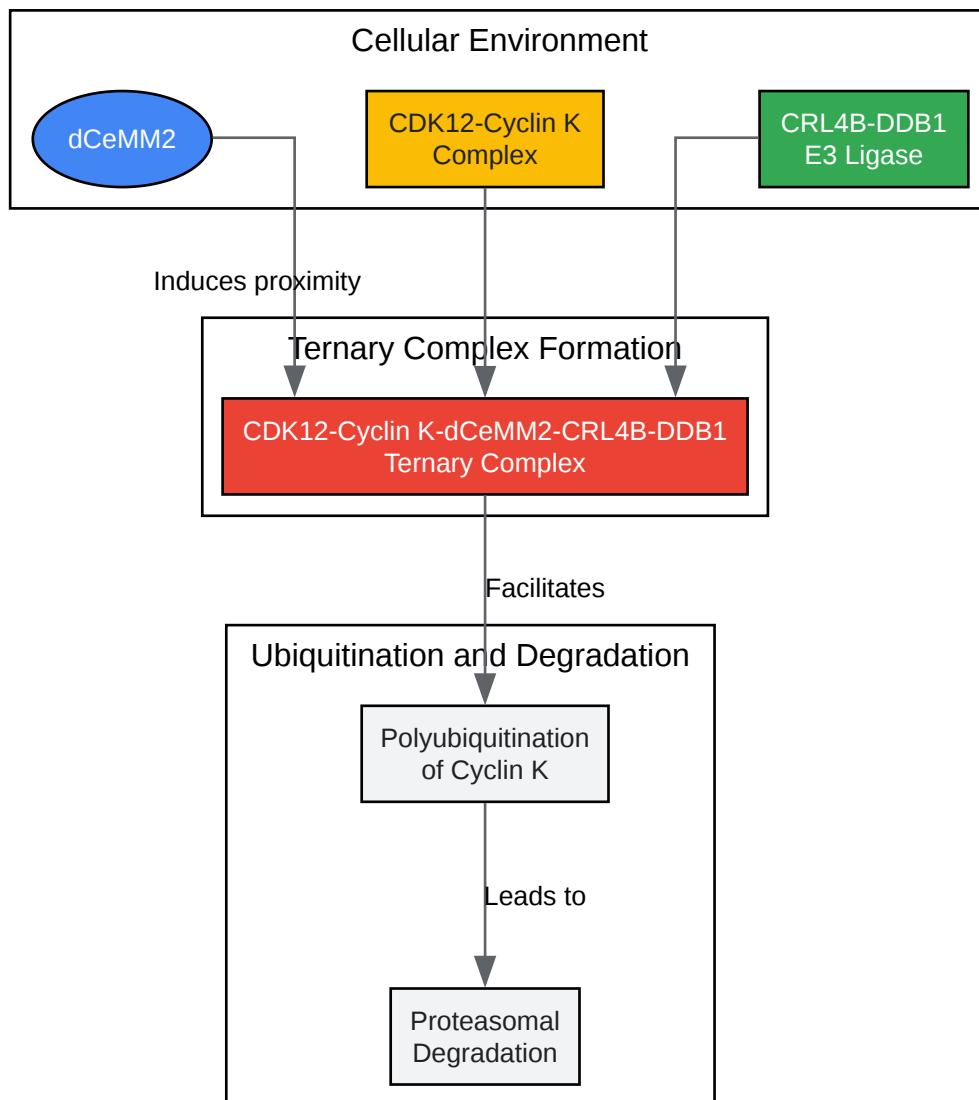 Cellular Environment
dCeMM2
CDK12-Cyclin K
Complex
CRL4B-DDB1
E3 Ligase
Induces proximity
Ternary Complex Formation
CDK12-Cyclin K-dCeMM2-CRL4B-DDB1
Ternary Complex
Facilitates
Ubiquitination and Degradation
Polyubiquitination
of Cyclin K
Leads to
Proteasomal
Degradation